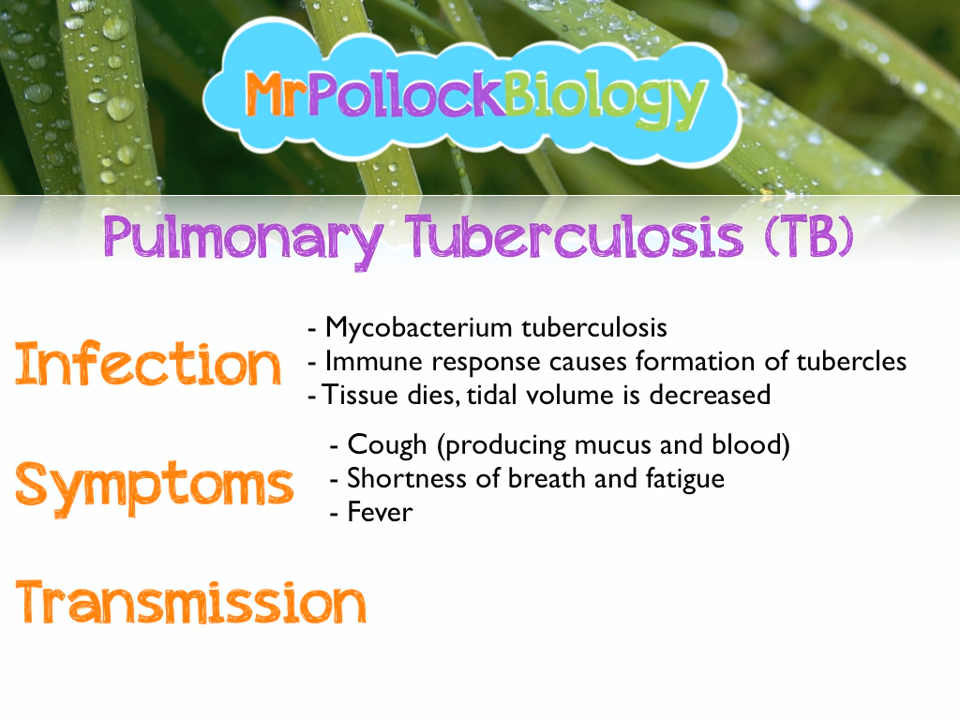 MrPollockBiology
Pulmonary Tuberculosis (TB)
Infection
- Mycobacterium tuberculosis
- Immune response causes formation of tubercles
- Tissue dies, tidal volume is decreased
Symptoms
- Cough (producing mucus and blood)
- Shortness of breath and fatigue
- Fever
Transmission